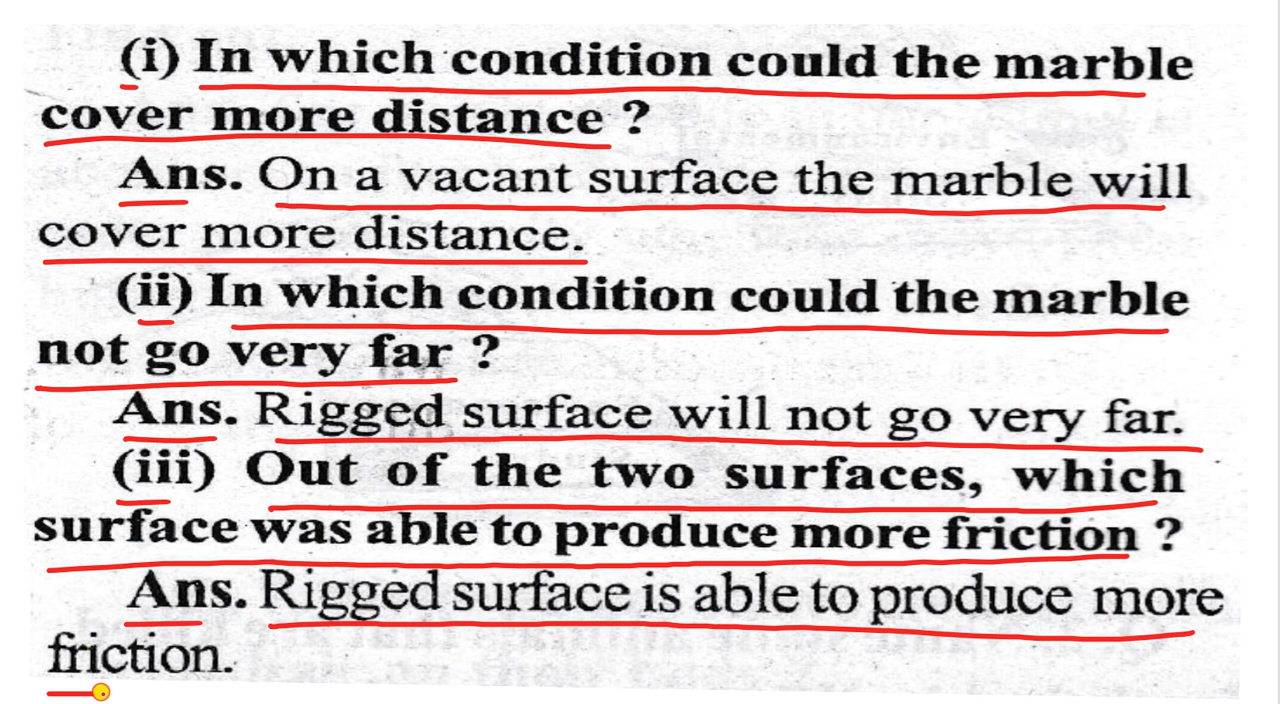 (i) In which condition could the marble
cover more distance ?
Ans. On a vacant surface the marble will
cover more distance.
(ii) In which condition could the marble
not go very far ?
Ans. Rigged surface will not go very far.
(iii) Out of the two surfaces, which
surface was able to produce more friction ?
Ans. Rigged surface is able to produce more
friction.